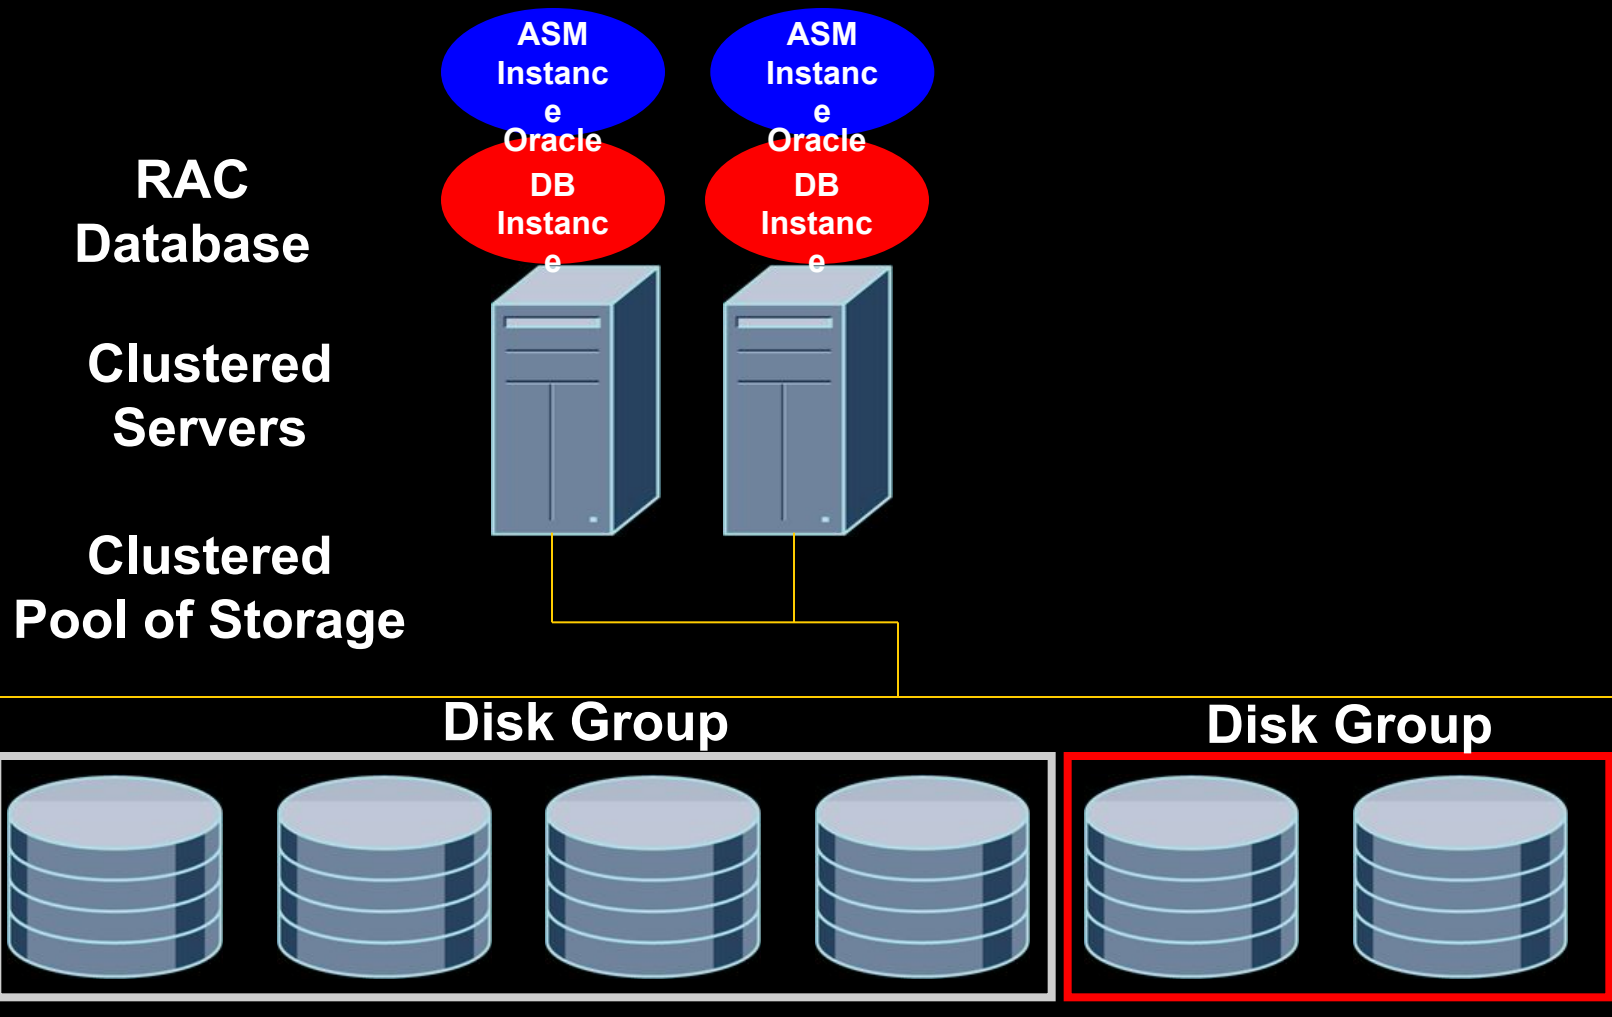 ASM
Instanc
e
ASM
Instanc
e
Oracle
DB
Instanc
e
Oracle
DB
Instanc
e
RAC
Database
Clustered
Servers
Clustered
Pool of Storage
Disk Group
Disk Group